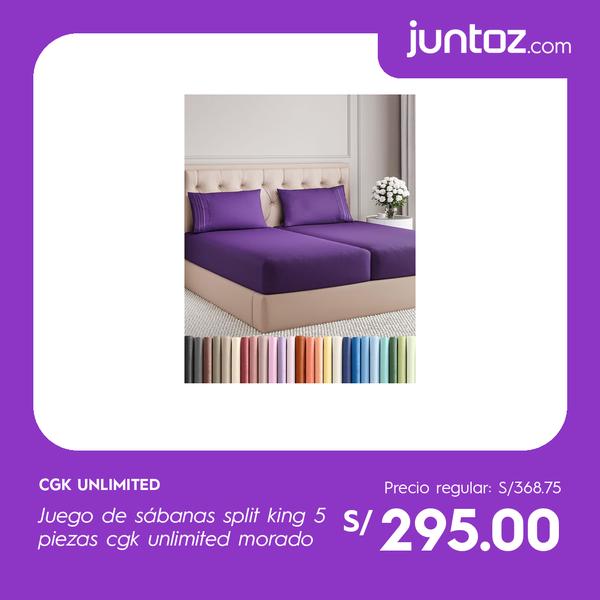 juntoz.com
CGK UNLIMITED
Juego de sábanas split king 5
piezas cgk unlimited morado
Precio regular: S/368.75
S/ 295.00